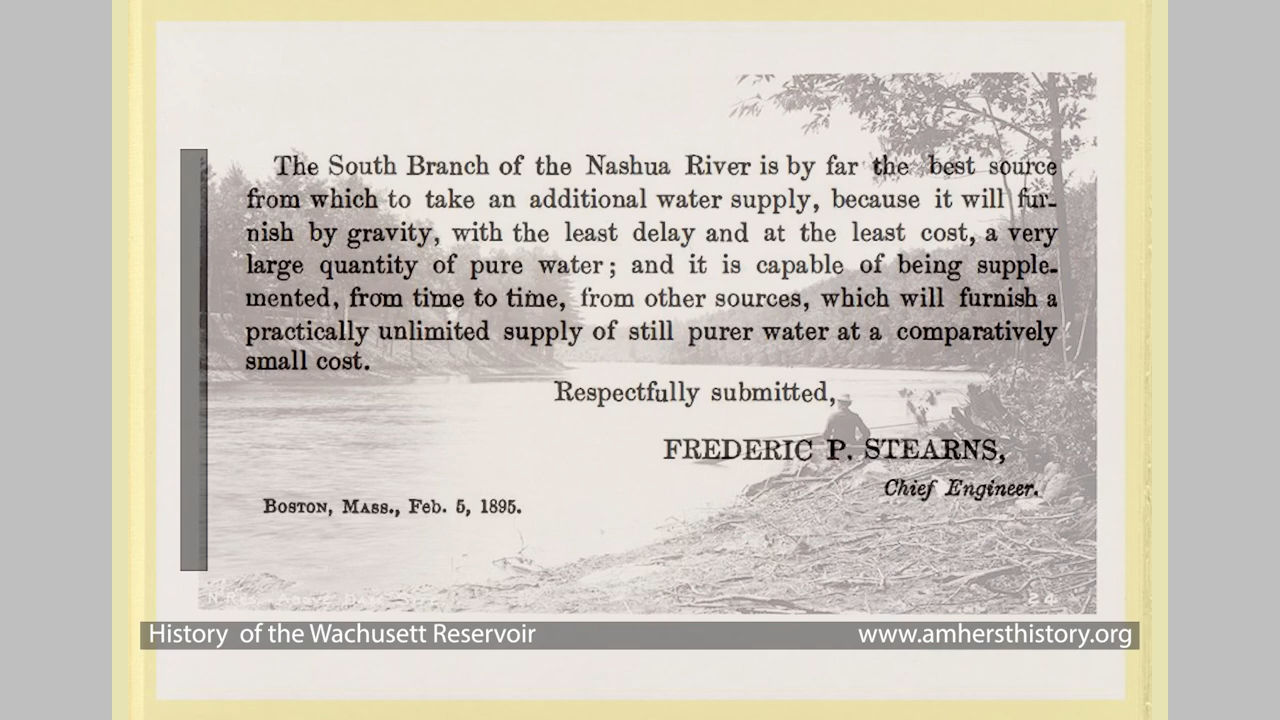 The South Branch of the Nashua River is by far the best source
from which to take an additional water supply, because it will fur-
nish by gravity, with the least delay and at the least cost, a very
large quantity of pure water; and it is capable of being supple-
mented, from time to time, from other sources, which will furnish a
practically unlimited supply of still purer water at a comparatively
small cost.
Respectfully submitted,
FREDERIC P. STEARNS,
Chief Engineer.
BOSTON, MASS., Feb. 5, 1895.
24
History of the Wachusett Reservoir
www.amhersthistory.org